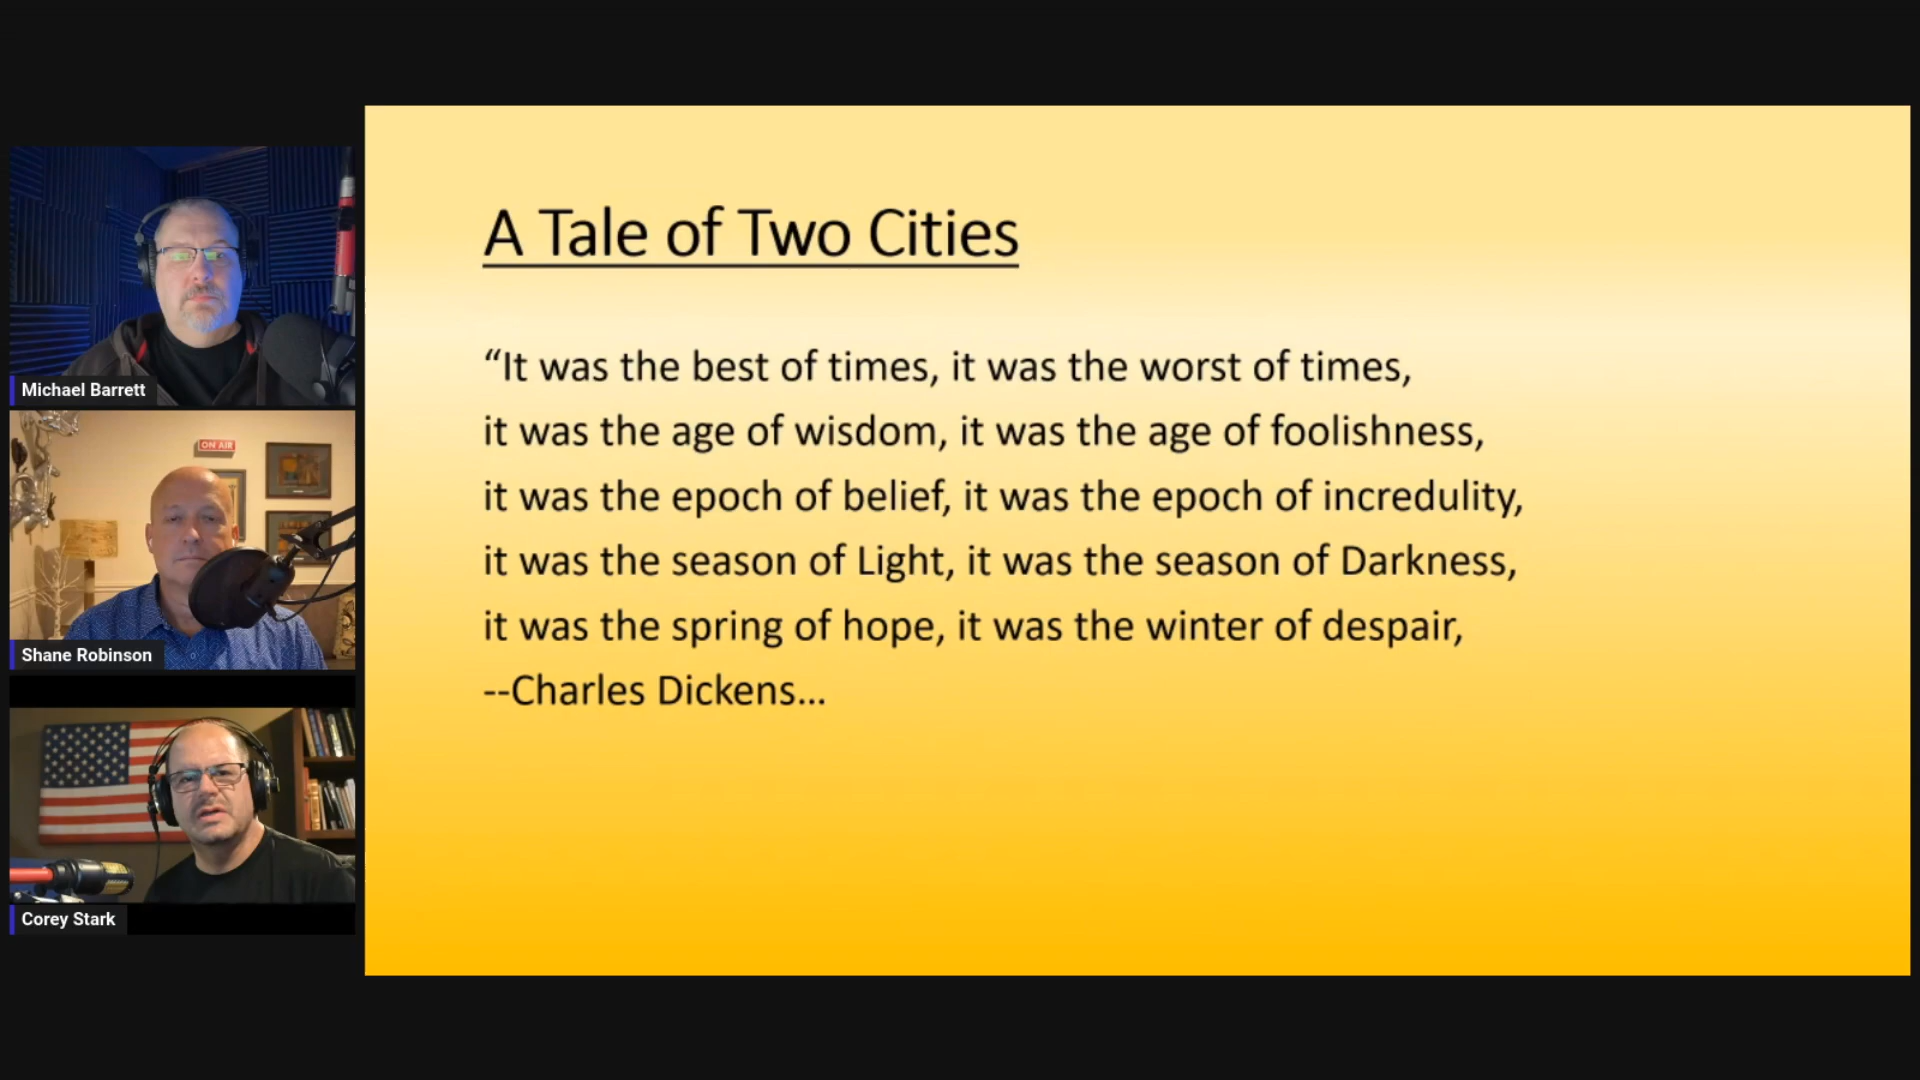 Michael Barrett
ON AIR
Shane Robinson
Corey Stark
A Tale of Two Cities
“It was the best of times, it was the worst of times,
it was the age of wisdom, it was the age of foolishness,
it was the epoch of belief, it was the epoch of incredulity,
it was the season of Light, it was the season of Darkness,
it was the spring of hope, it was the winter of despair,
--Charles Dickens...